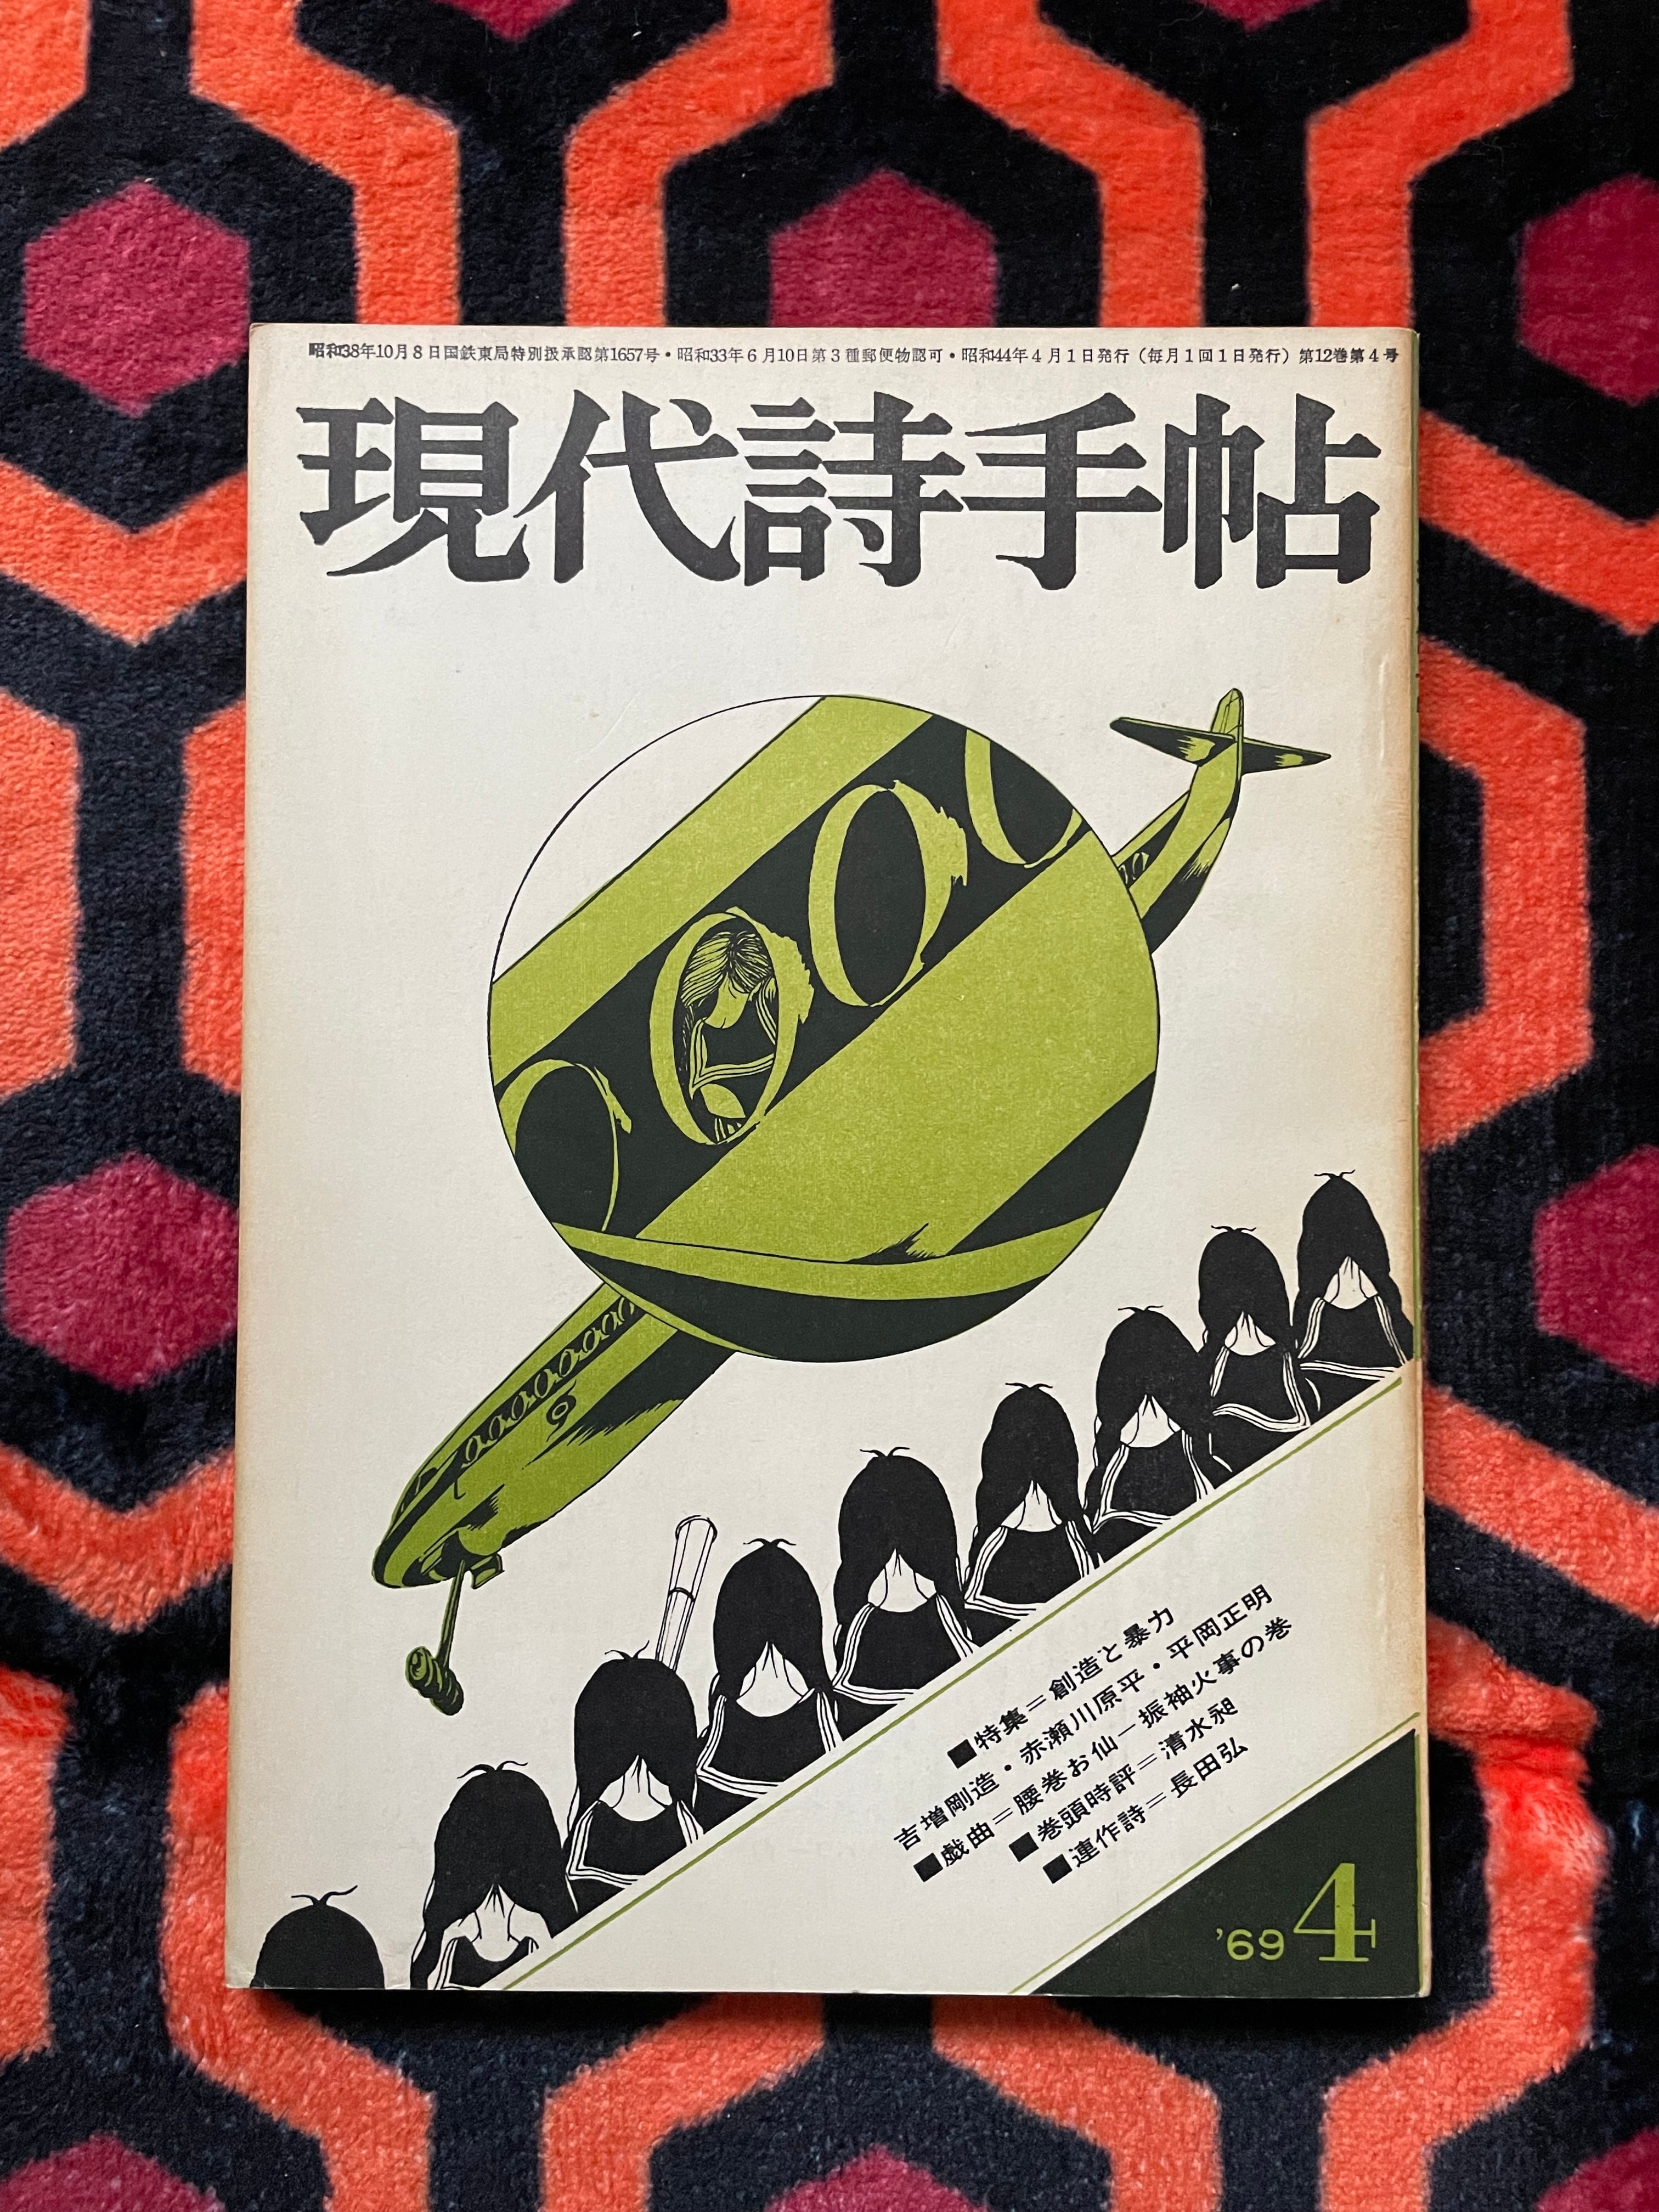 昭和38年10月8日国鉄東局特別扱承認第1657号・昭和33年6月10日第3種郵便物認可・昭和44年4月1日発行（毎月1回1日発行）第12巻第4号
現代詩手帖
■特集＝創造と暴力
吉増剛造・赤瀬川原平・平岡正明
■戯曲＝腰巻お仙―振袖火事の巻
■巻頭時評＝清水昶
■連作詩＝長田弘
'69 4